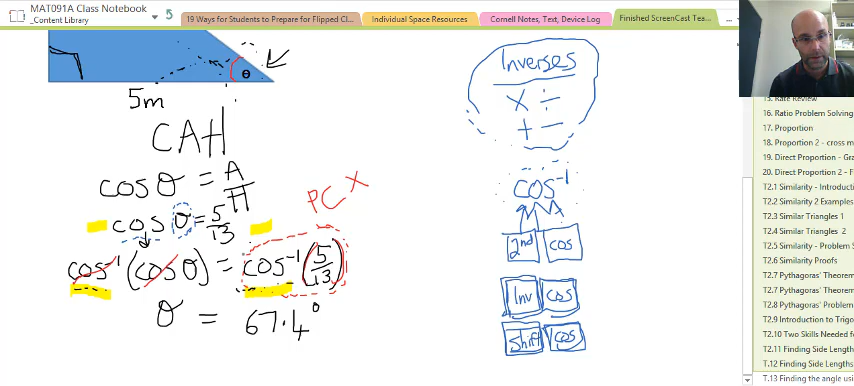 MAT091A Class Notebook
_Content Library
19 Ways for Students to Prepare for Flipped Cl...
Individual Space Resources
Cornell Notes, Text, Device Log
Finished ScreenCast Tea...
θ
5m
CAH
cos θ = A/H
cos θ = 5/13
cos⁻¹ (cos θ) = cos⁻¹ (5/13)
PC X
θ = 67.4°
Inverses
× ÷
+ −
cos⁻¹
2nd cos
Inv cos
Shift cos
15. Rate Review
16. Ratio Problem Solving
17. Proportion
18. Proportion 2 - cross m
19. Direct Proportion - Gra
20. Direct Proportion 2 - F
T2.1 Similarity - Introducti
T2.2 Similarity 2 Examples
T2.3 Similar Triangles 1
T2.4 Similar Triangles 2
T2.5 Similarity - Problem S
T2.6 Similarity Proofs
T2.7 Pythagoras' Theorem
T2.7 Pythagoras' Theorem
T2.8 Pythagoras' Problems
T2.9 Introduction to Trigo
T2.10 Two Skills Needed fo
T2.11 Finding Side Lengths
T.12 Finding Side Lengths
T.13 Finding the angle usi